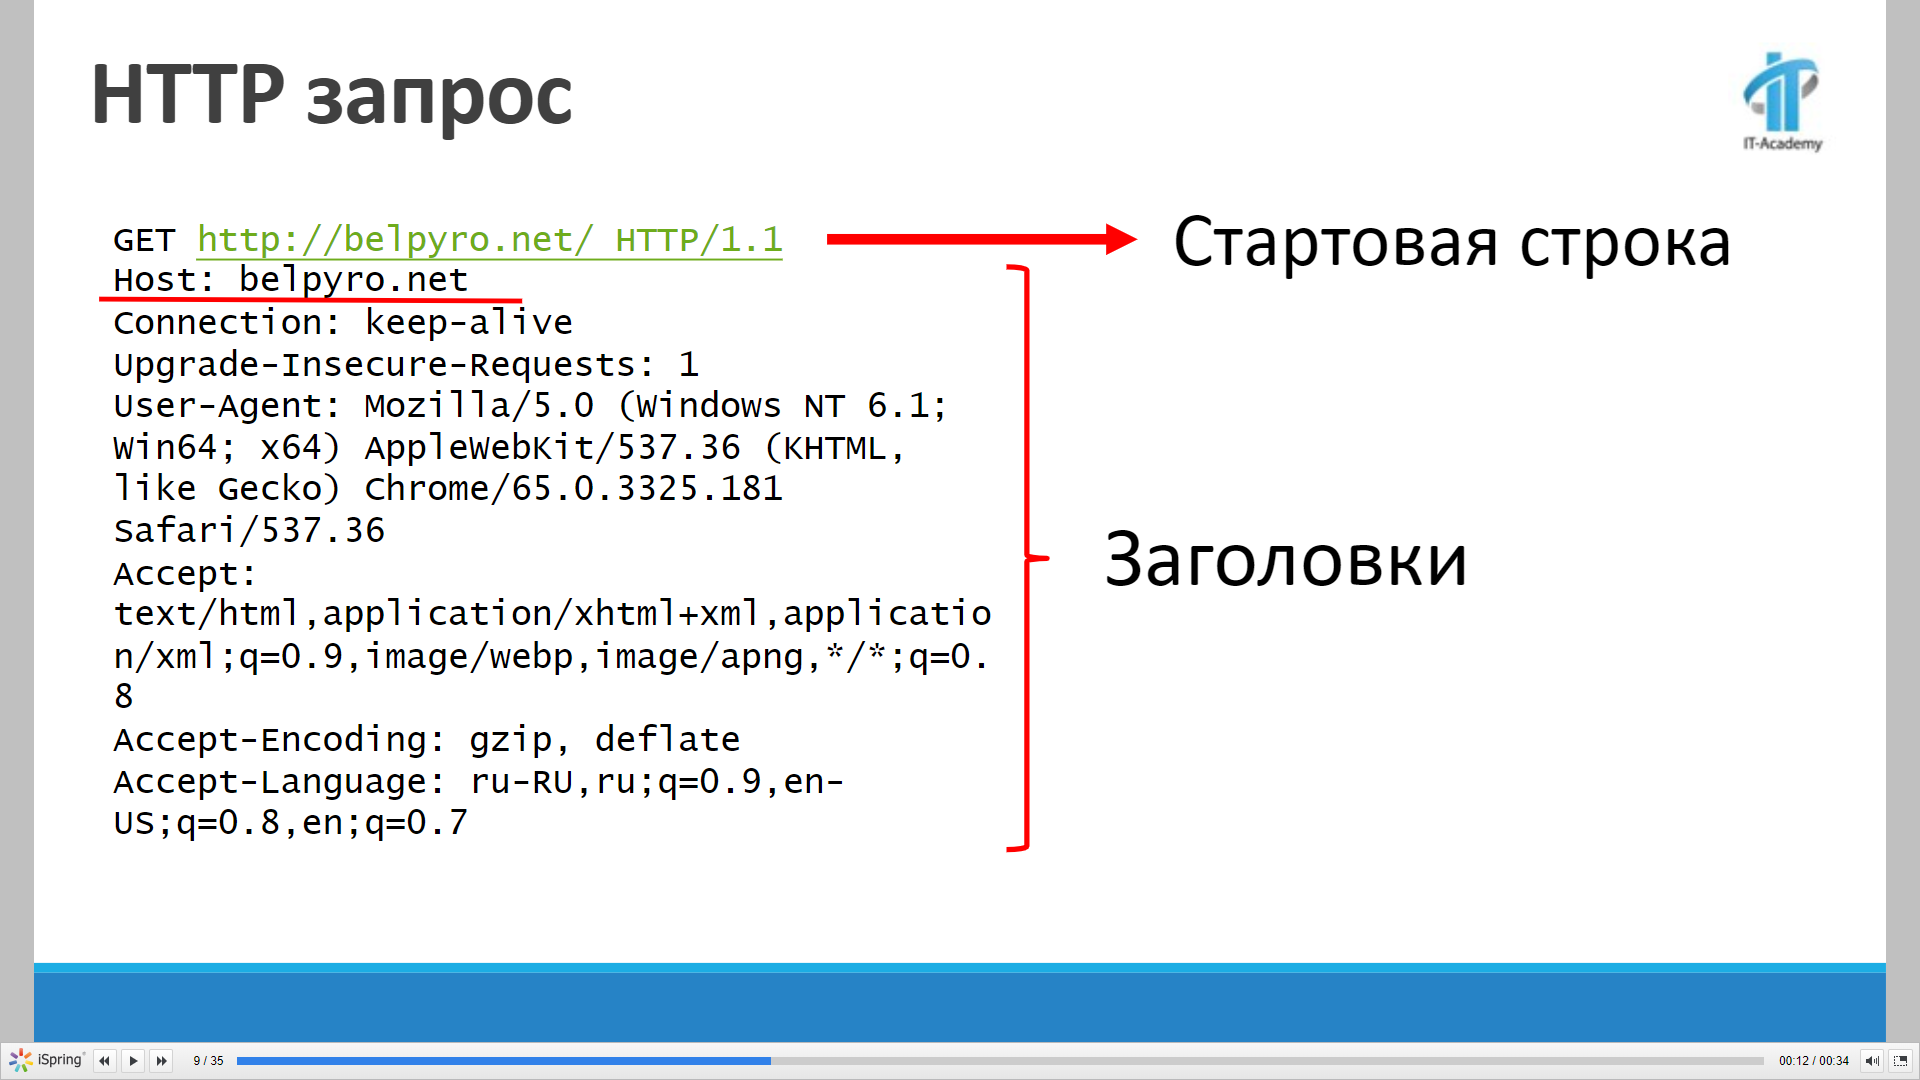 HTTP запрос
IT-Academy
GET http://belpyro.net/ HTTP/1.1
Стартовая строка
Host: belpyro.net
Connection: keep-alive
Upgrade-Insecure-Requests: 1
User-Agent: Mozilla/5.0 (Windows NT 6.1;
Win64; x64) AppleWebKit/537.36 (KHTML,
like Gecko) Chrome/65.0.3325.181
Safari/537.36
Accept:
text/html,application/xhtml+xml,applicatio
n/xml;q=0.9,image/webp,image/apng,*/*;q=0.
8
Accept-Encoding: gzip, deflate
Accept-Language: ru-RU,ru;q=0.9,en-
US;q=0.8,en;q=0.7
Заголовки
iSpring
9 / 35
00:12 / 00:34